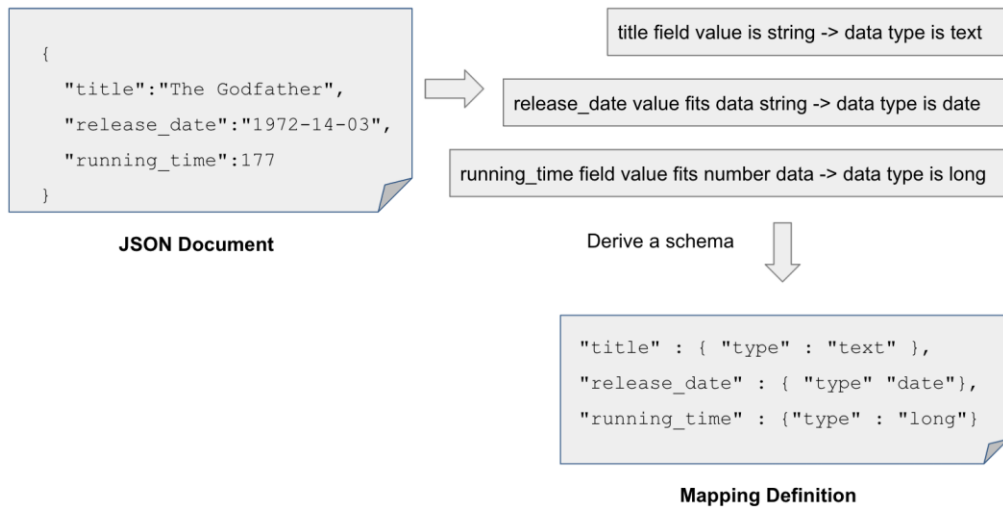 {
"title":"The Godfather",
"release_date":"1972-14-03",
"running_time":177
}
JSON Document
title field value is string -> data type is text
release_date value fits data string -> data type is date
running_time field value fits number data -> data type is long
Derive a schema
"title" : { "type" : "text" },
"release_date" : { "type" "date"},
"running_time" : {"type" : "long"}
Mapping Definition